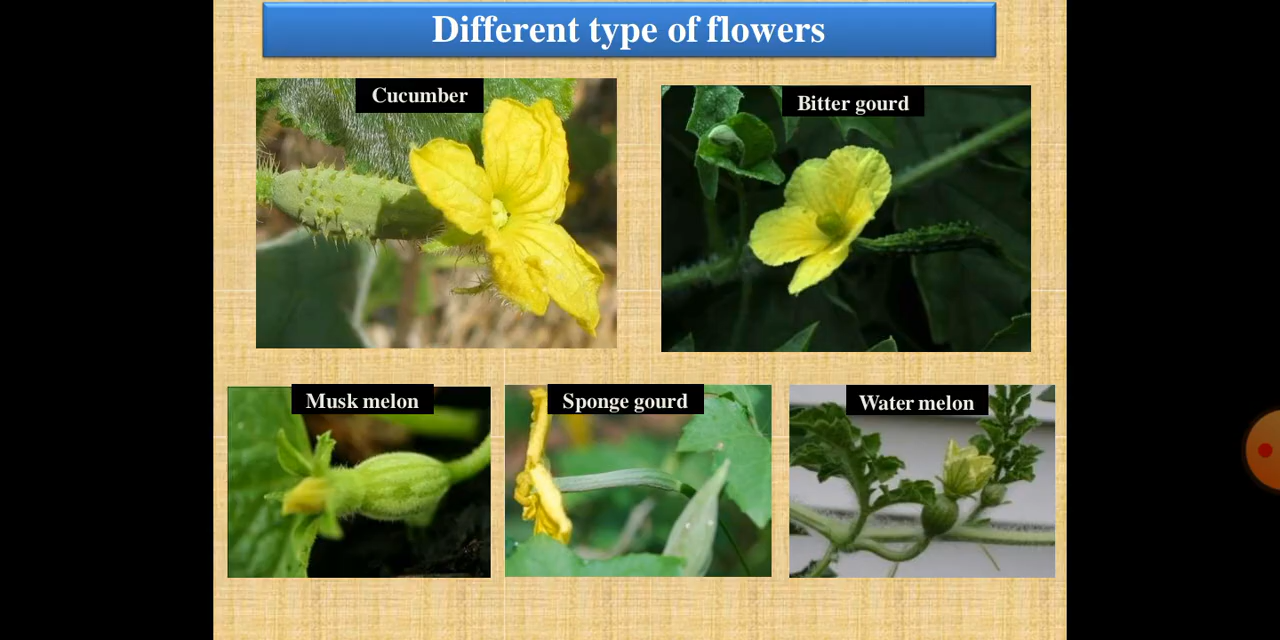 Different type of flowers
Cucumber
Bitter gourd
Musk melon
Sponge gourd
Water melon